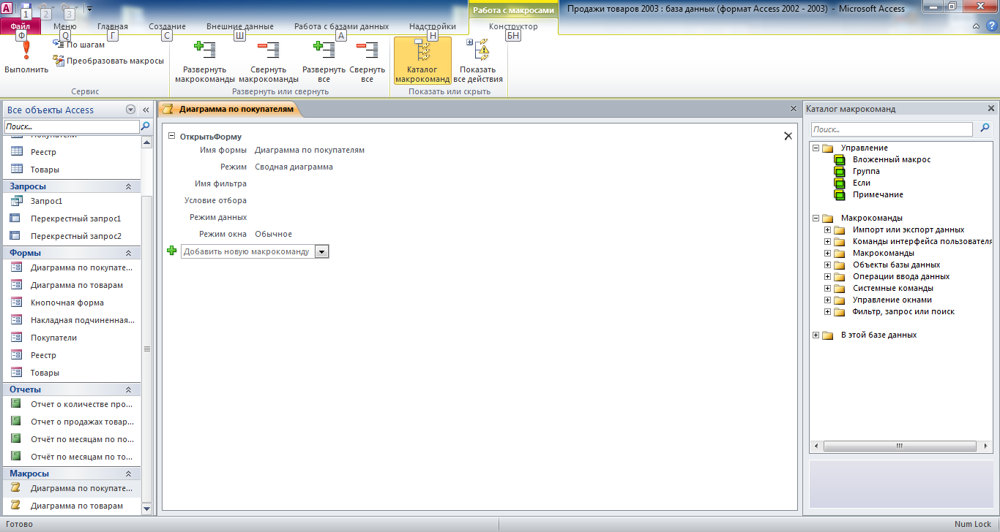 Работа с макросами
Продажи товаров 2003 : база данных (формат Access 2002 - 2003) - Microsoft Access
1 2 3
Файл Меню Главная Создание Внешние данные Работа с базами данных Надстройки Конструктор
Ф Q Г С Ш А Н БН
Выполнить
По шагам
Преобразовать макросы
Развернуть макрокоманды
Свернуть макрокоманды
Развернуть все
Свернуть все
Каталог макрокоманд
Показать все действия
Сервис
Развернуть или свернуть
Показать или скрыть
Все объекты Access
Поиск...
Покупатели
Реестр
Товары
Запросы
Запрос1
Перекрестный запрос1
Перекрестный запрос2
Формы
Диаграмма по покупате...
Диаграмма по товарам
Кнопочная форма
Накладная подчиненная...
Покупатели
Реестр
Товары
Отчеты
Отчет о количестве про...
Отчет о продажах товар...
Отчёт по месяцам по по...
Отчёт по месяцам по то...
Макросы
Диаграмма по покупате...
Диаграмма по товарам
Диаграмма по покупателям
ОткрытьФорму
Имя формы Диаграмма по покупателям
Режим Сводная диаграмма
Имя фильтра
Условие отбора
Режим данных
Режим окна Обычное
Добавить новую макрокоманду
Каталог макрокоманд
Поиск...
Управление
Вложенный макрос
Группа
Если
Примечание
Макрокоманды
Импорт или экспорт данных
Команды интерфейса пользователя
Макрокоманды
Объекты базы данных
Операции ввода данных
Системные команды
Управление окнами
Фильтр, запрос или поиск
В этой базе данных
Готово
Num Lock